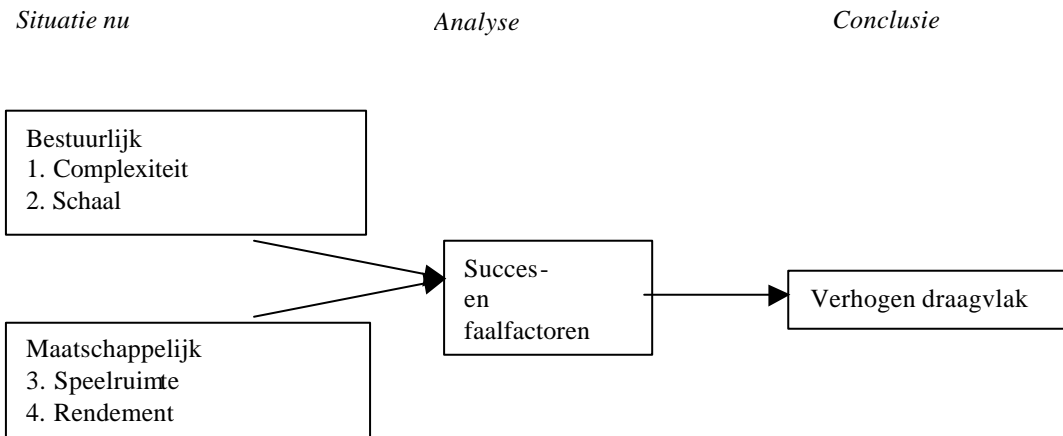 Situatie nu
Analyse
Conclusie
Bestuurlijk
1. Complexiteit
2. Schaal
Succes-
en
faalfactoren
Verhogen draagvlak
Maatschappelijk
3. Speelruimte
4. Rendement